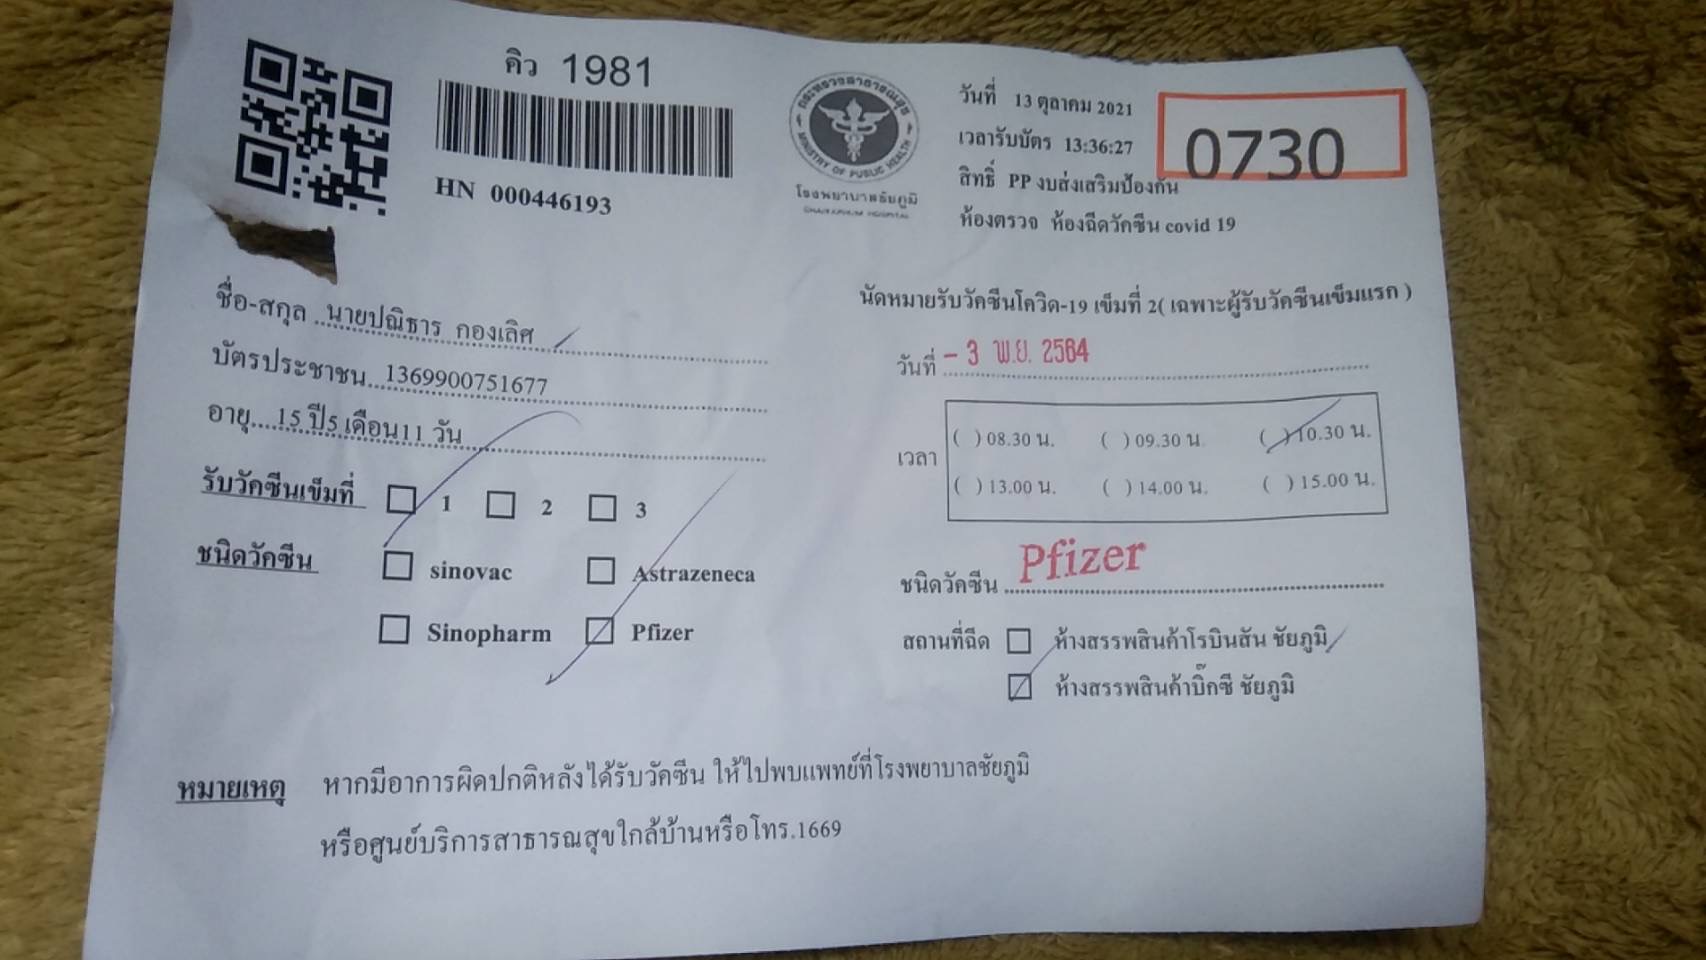 คิว 1981
HN 000446193
กระทรวงสาธารณสุข
MINISTRY OF PUBLIC HEALTH
โรงพยาบาลชัยภูมิ
CHAIYAPHUM HOSPITAL
วันที่ 13 ตุลาคม 2021
เวลารับบัตร 13:36:27
สิทธิ์ PP งบส่งเสริมป้องกัน
ห้องตรวจ ห้องฉีดวัคซีน covid 19
0730
ชื่อ-สกุล นายปณิธาร กองเลิศ
บัตรประชาชน 1369900751677
อายุ 15 ปี5 เดือน11 วัน
รับวัคซีนเข็มที่ 1 2 3
ชนิดวัคซีน sinovac Astrazeneca
Sinopharm Pfizer
นัดหมายรับวัคซีนโควิด-19 เข็มที่ 2( เฉพาะผู้รับวัคซีนเข็มแรก )
วันที่ - 3 พ.ย. 2564
เวลา
( ) 08.30 น. ( ) 09.30 น. ( ) 10.30 น.
( ) 13.00 น. ( ) 14.00 น. ( ) 15.00 น.
ชนิดวัคซีน Pfizer
สถานที่ฉีด ห้างสรรพสินค้าโรบินสัน ชัยภูมิ
ห้างสรรพสินค้าบิ๊กซี ชัยภูมิ
หมายเหตุ หากมีอาการผิดปกติหลังได้รับวัคซีน ให้ไปพบแพทย์ที่โรงพยาบาลชัยภูมิ
หรือศูนย์บริการสาธารณสุขใกล้บ้านหรือโทร.1669